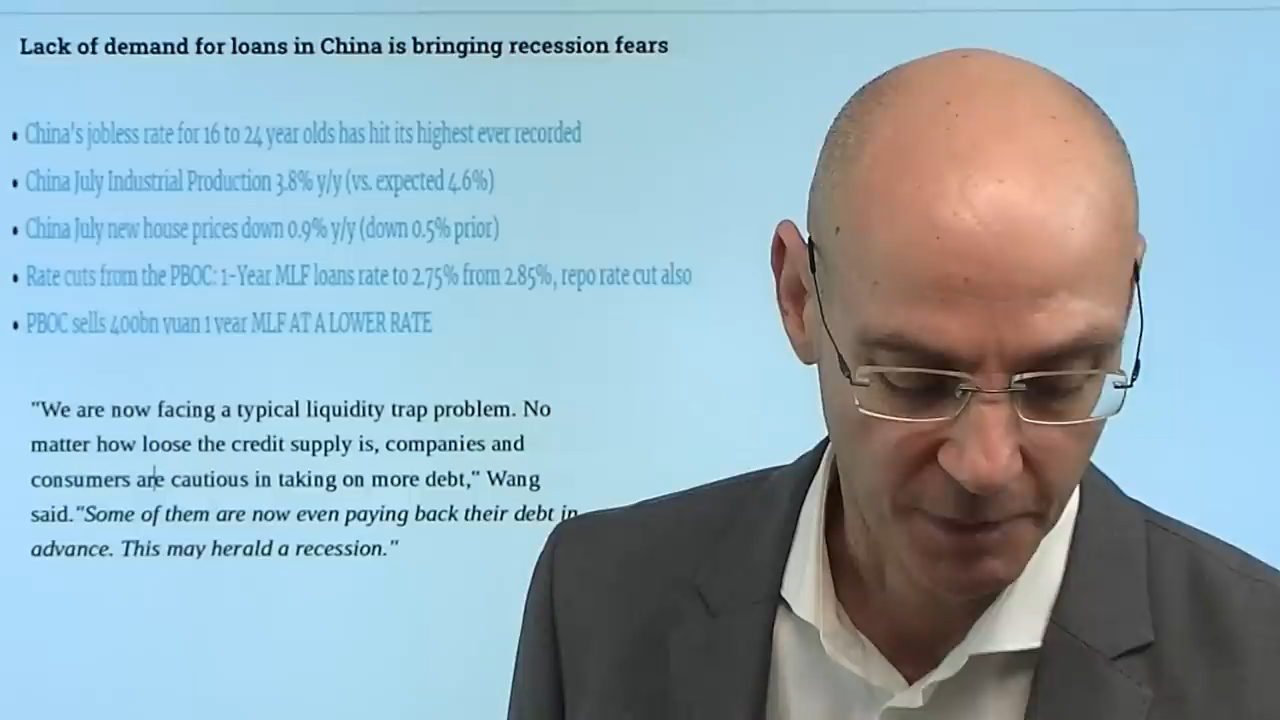 Lack of demand for loans in China is bringing recession fears
• China's jobless rate for 16 to 24 year olds has hit its highest ever recorded
• China July Industrial Production 3.8% y/y (vs. expected 4.6%)
• China July new house prices down 0.9% y/y (down 0.5% prior)
• Rate cuts from the PBOC: 1-Year MLF loans rate to 2.75% from 2.85%, repo rate cut also
• PBOC sells 400bn yuan 1 year MLF AT A LOWER RATE
"We are now facing a typical liquidity trap problem. No
matter how loose the credit supply is, companies and
consumers are cautious in taking on more debt," Wang
said."Some of them are now even paying back their debt in
advance. This may herald a recession."